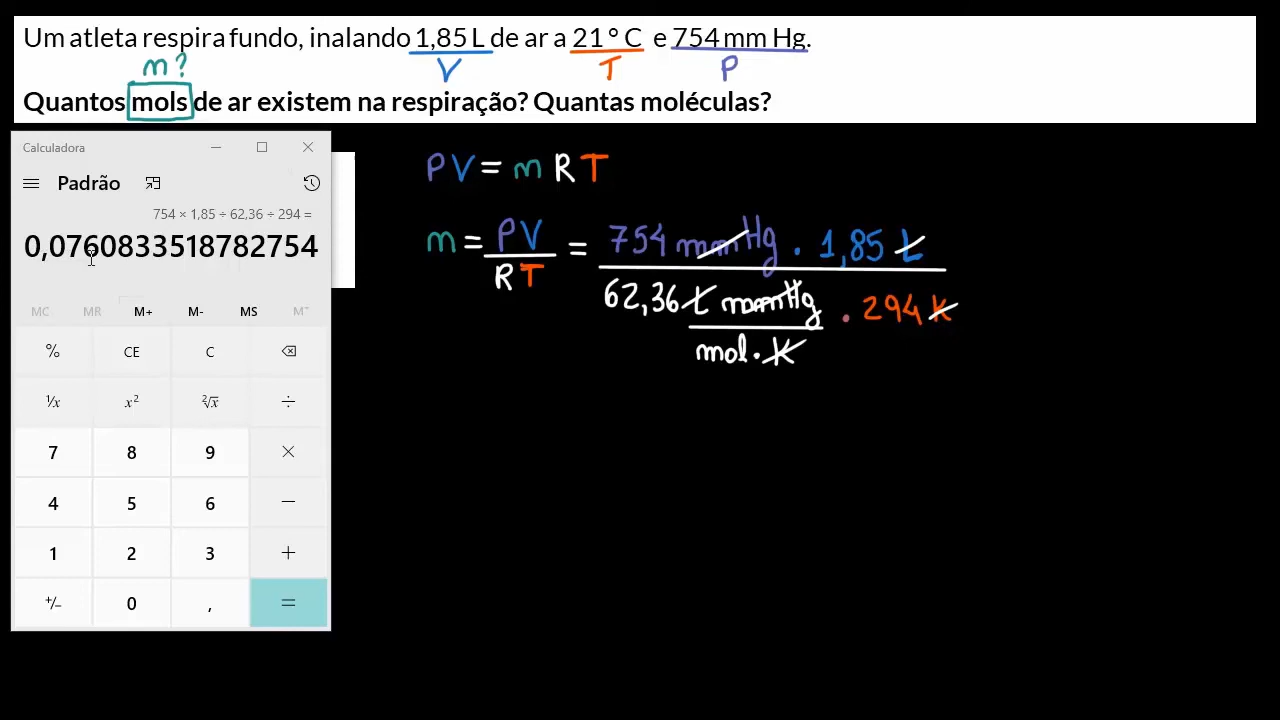 Um atleta respira fundo, inalando 1,85 L de ar a 21 ° C e 754 mm Hg.
n? V T P
Quantos mols de ar existem na respiração? Quantas moléculas?
Calculadora
Padrão
754 × 1,85 ÷ 62,36 ÷ 294 =
0,0760833518782754
MC MR M+ M- MS M˅
% CE C
¹/x x² ²√x ÷
7 8 9 ×
4 5 6 −
1 2 3 +
+/− 0 , =
PV = n R T
n = PV / RT = 754 mmHg . 1,85 L
62,36 L mmHg / mol . K . 294 K